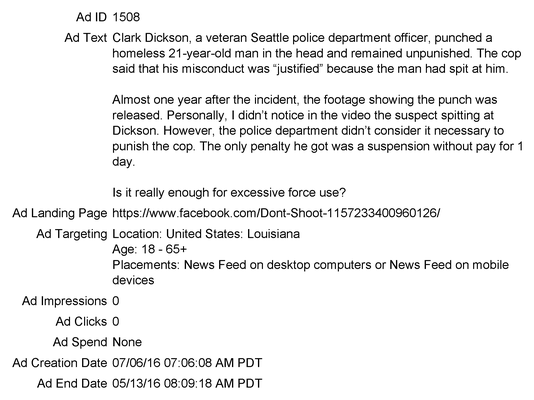 Ad ID 1508
Ad Text Clark Dickson, a veteran Seattle police department officer, punched a
homeless 21-year-old man in the head and remained unpunished. The cop
said that his misconduct was “justified” because the man had spit at him.
Almost one year after the incident, the footage showing the punch was
released. Personally, I didn’t notice in the video the suspect spitting at
Dickson. However, the police department didn’t consider it necessary to
punish the cop. The only penalty he got was a suspension without pay for 1
day.
Is it really enough for excessive force use?
Ad Landing Page https://www.facebook.com/Dont-Shoot-1157233400960126/
Ad Targeting Location: United States: Louisiana
Age: 18 - 65+
Placements: News Feed on desktop computers or News Feed on mobile
devices
Ad Impressions 0
Ad Clicks 0
Ad Spend None
Ad Creation Date 07/06/16 07:06:08 AM PDT
Ad End Date 05/13/16 08:09:18 AM PDT